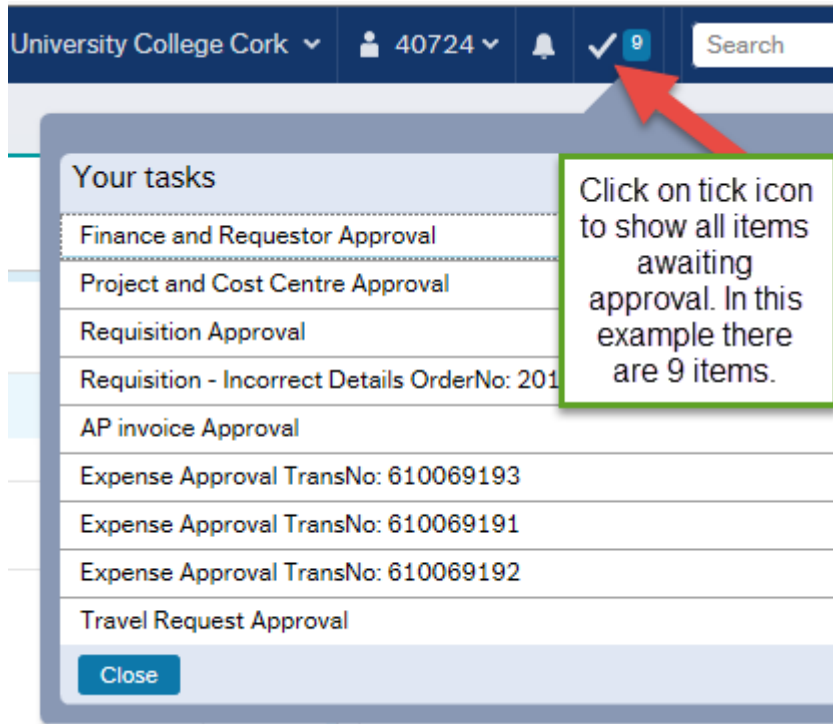 University College Cork 40724 9 Search
Your tasks
Finance and Requestor Approval
Project and Cost Centre Approval
Requisition Approval
Requisition - Incorrect Details OrderNo: 201
AP invoice Approval
Expense Approval TransNo: 610069193
Expense Approval TransNo: 610069191
Expense Approval TransNo: 610069192
Travel Request Approval
Close
Click on tick icon
to show all items
awaiting
approval. In this
example there
are 9 items.